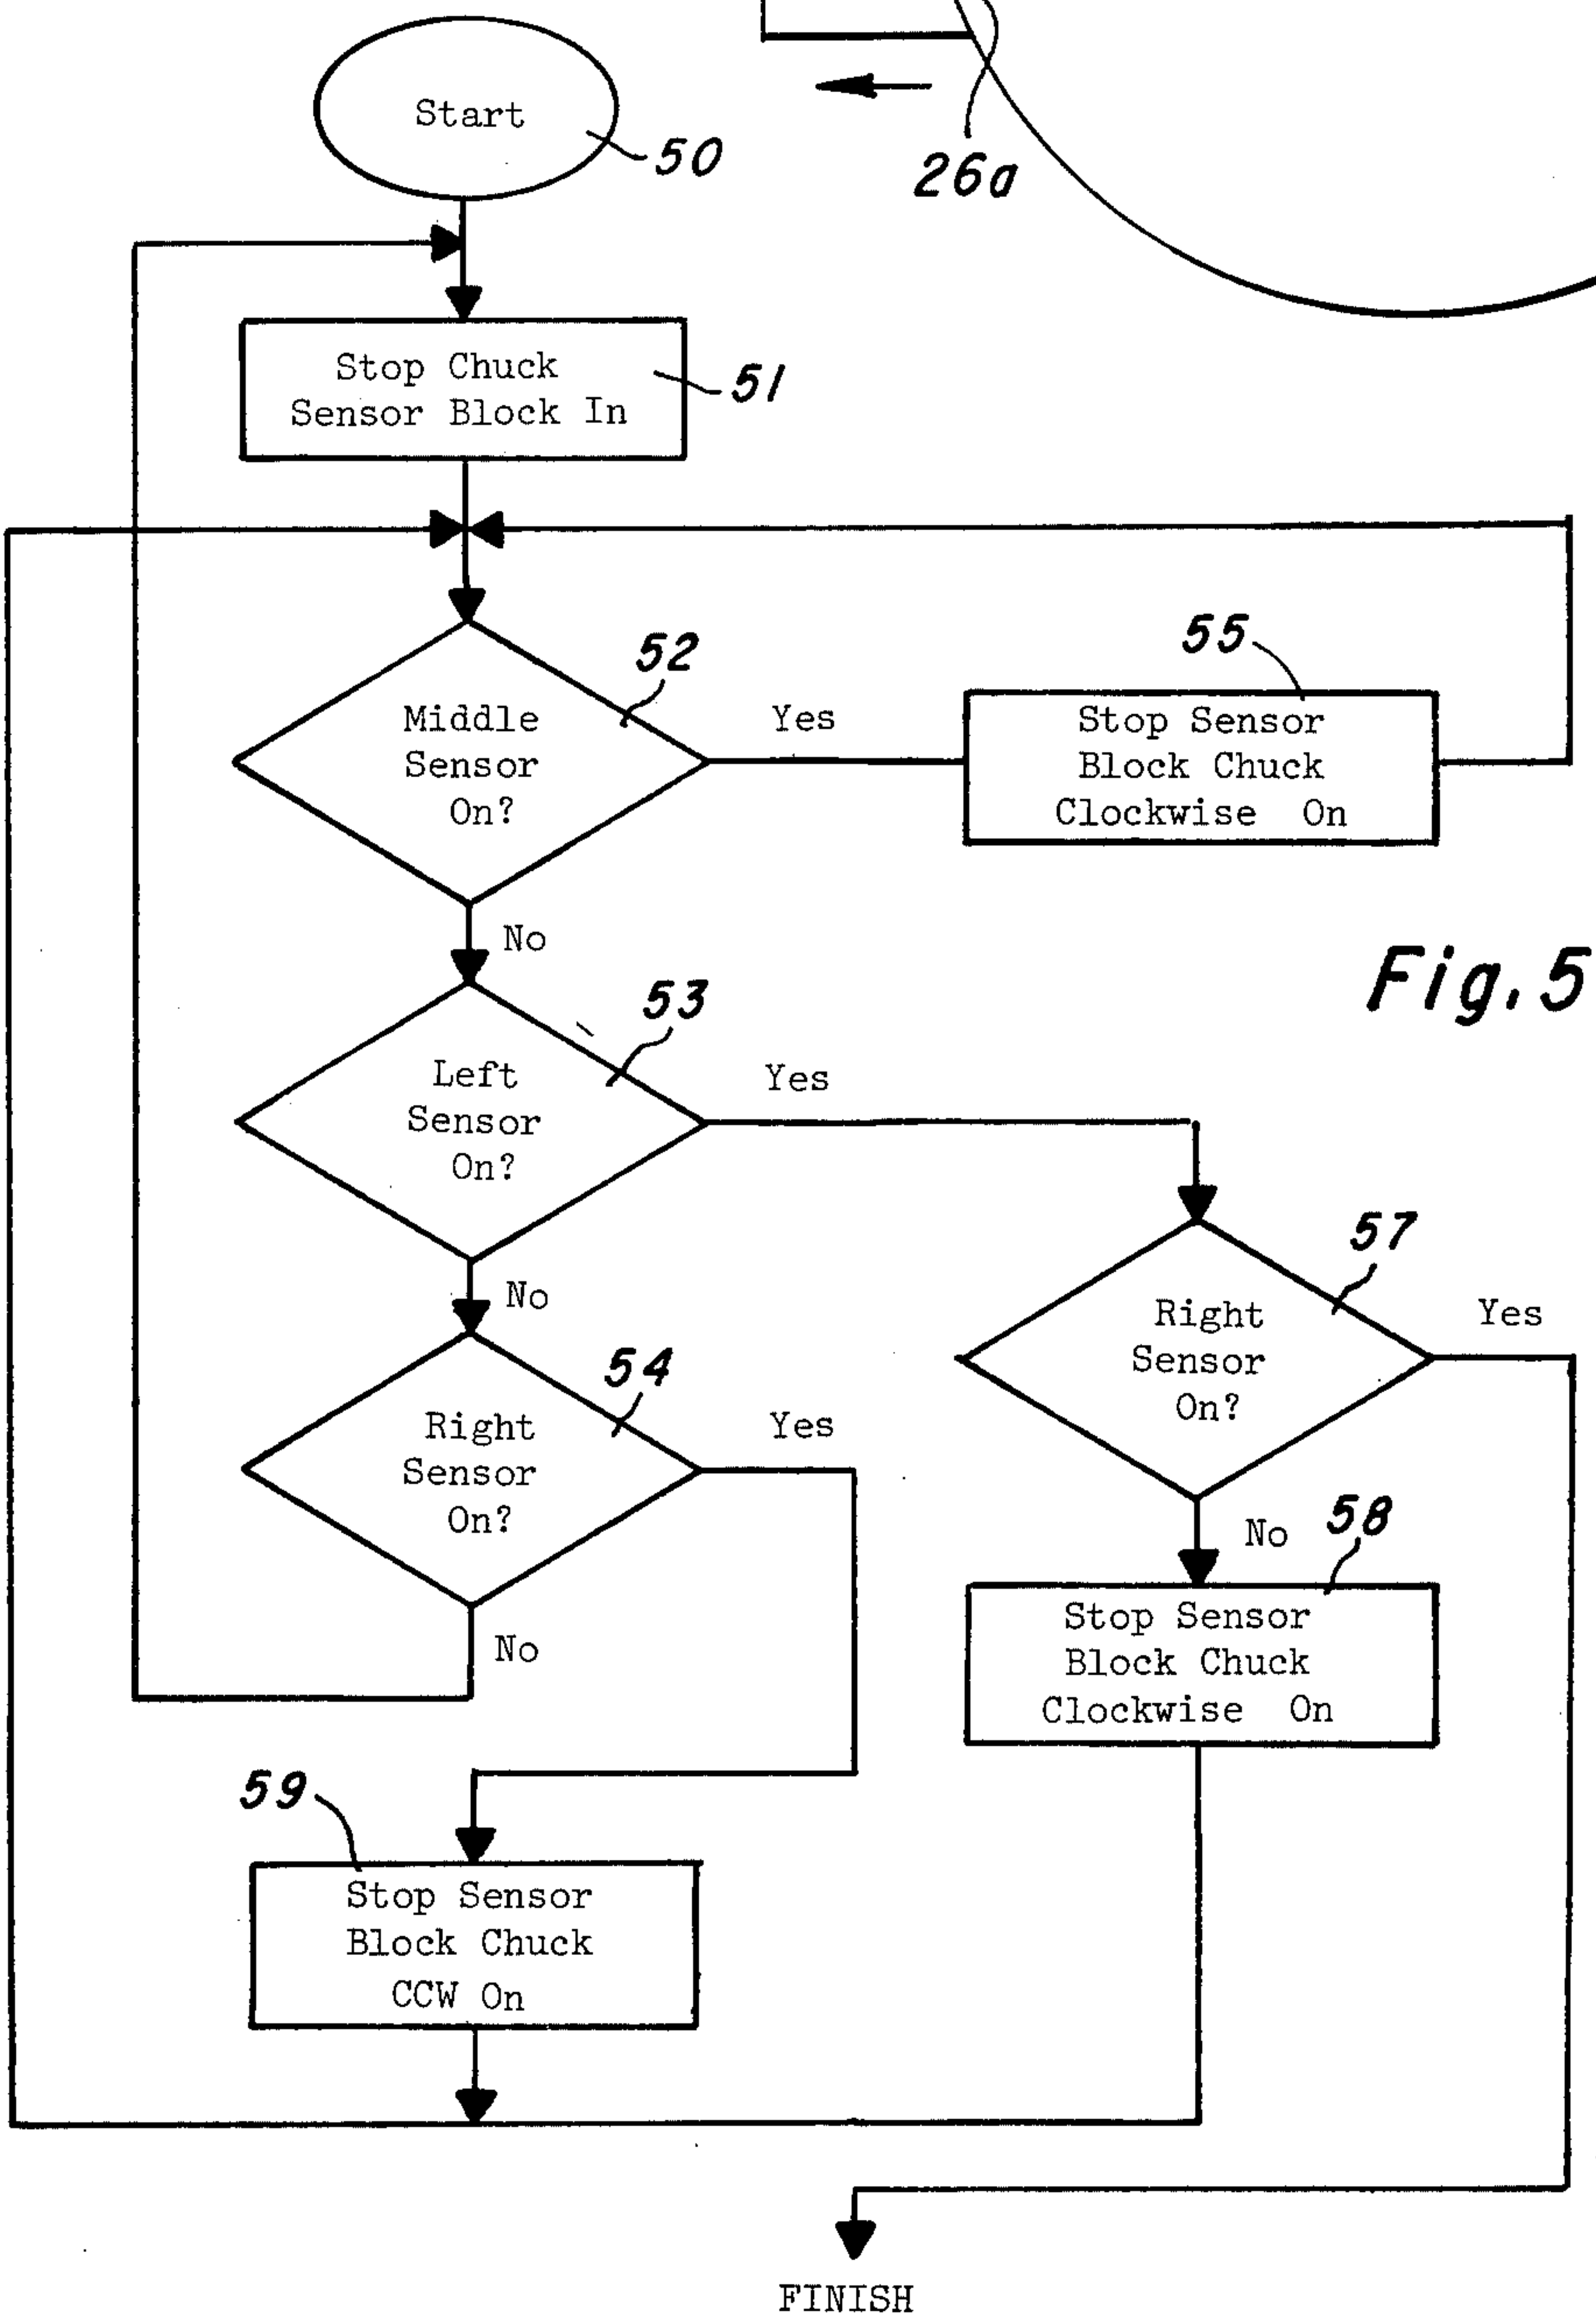 Start
50
26a
Stop Chuck
Sensor Block In
51
52
Middle
Sensor
On?
Yes
55
Stop Sensor
Block Chuck
Clockwise On
No
Fig. 5
53
Left
Sensor
On?
Yes
No
57
Right
Sensor
On?
Yes
54
Right
Sensor
On?
Yes
No
No
58
Stop Sensor
Block Chuck
Clockwise On
59
Stop Sensor
Block Chuck
CCW On
FINISH